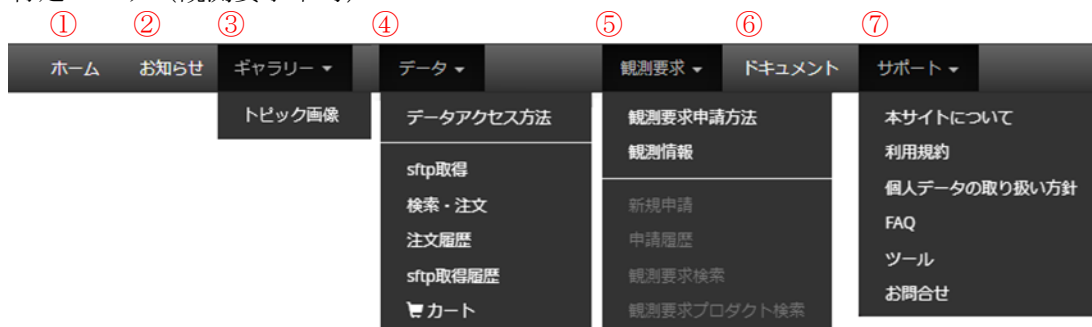 ① ② ③ ④ ⑤ ⑥ ⑦
ホーム お知らせ ギャラリー データ 観測要求 ドキュメント サポート
トピック画像
データアクセス方法
sftp取得
検索・注文
注文履歴
sftp取得履歴
カート
観測要求申請方法
観測情報
新規申請
申請履歴
観測要求検索
観測要求プロダクト検索
本サイトについて
利用規約
個人データの取り扱い方針
FAQ
ツール
お問合せ